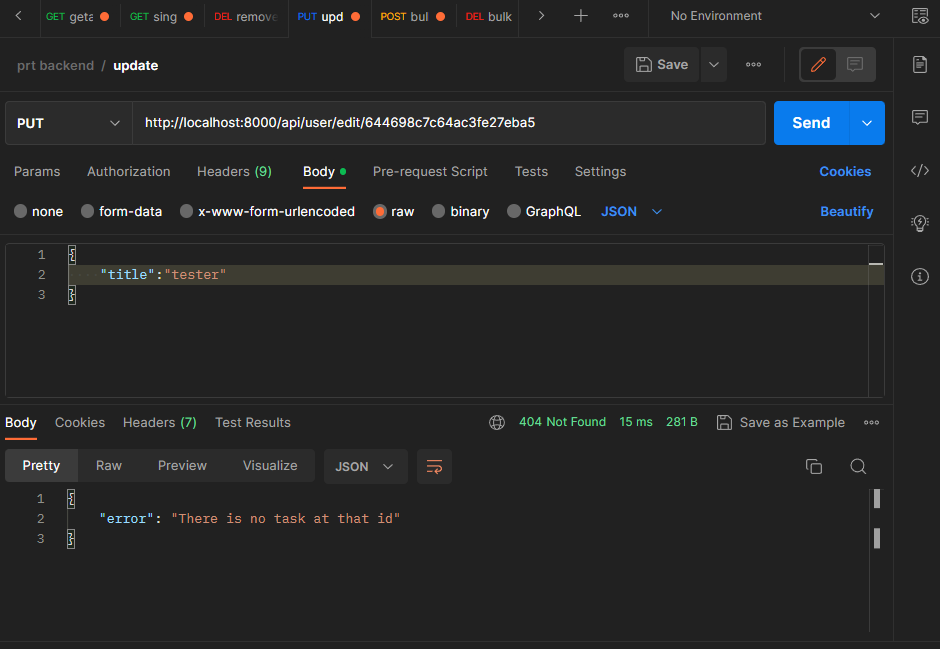 GET geta GET sing DEL remove PUT upd POST bul DEL bulk No Environment
prt backend / update Save
PUT http://localhost:8000/api/user/edit/644698c7c64ac3fe27eba5 Send
Params Authorization Headers (9) Body Pre-request Script Tests Settings Cookies
none form-data x-www-form-urlencoded raw binary GraphQL JSON Beautify
1 {
2 "title":"tester"
3 }
Body Cookies Headers (7) Test Results 404 Not Found 15 ms 281 B Save as Example
Pretty Raw Preview Visualize JSON
1 {
2 "error": "There is no task at that id"
3 }